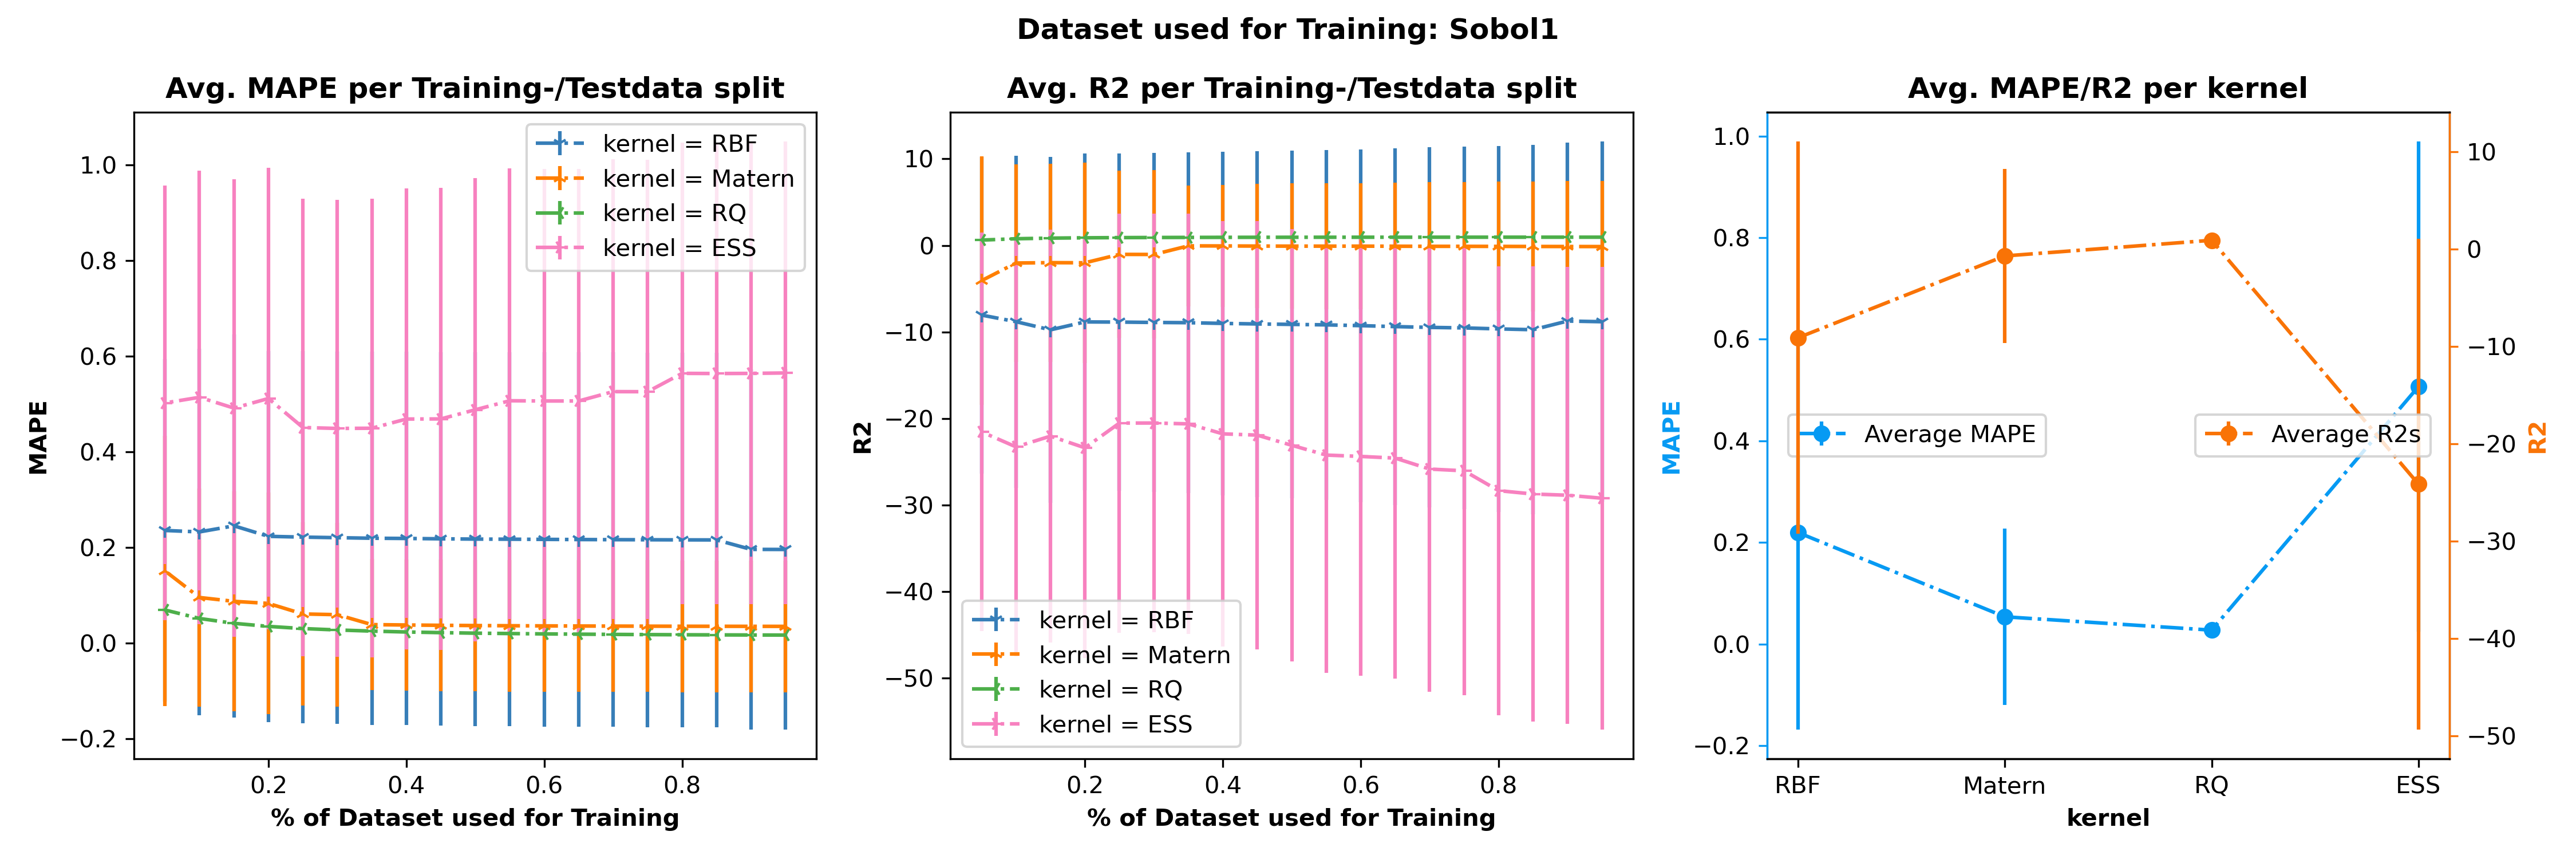 Dataset used for Training: Sobol1
Avg. MAPE per Training-/Testdata split
MAPE
1.0
0.8
0.6
0.4
0.2
0.0
−0.2
kernel = RBF
kernel = Matern
kernel = RQ
kernel = ESS
0.2 0.4 0.6 0.8
% of Dataset used for Training
Avg. R2 per Training-/Testdata split
R2
10
0
−10
−20
−30
−40
−50
kernel = RBF
kernel = Matern
kernel = RQ
kernel = ESS
0.2 0.4 0.6 0.8
% of Dataset used for Training
Avg. MAPE/R2 per kernel
MAPE
1.0
0.8
0.6
0.4
0.2
0.0
−0.2
Average MAPE
Average R2s
10
0
−10
−20
−30
−40
−50
R2
RBF Matern RQ ESS
kernel